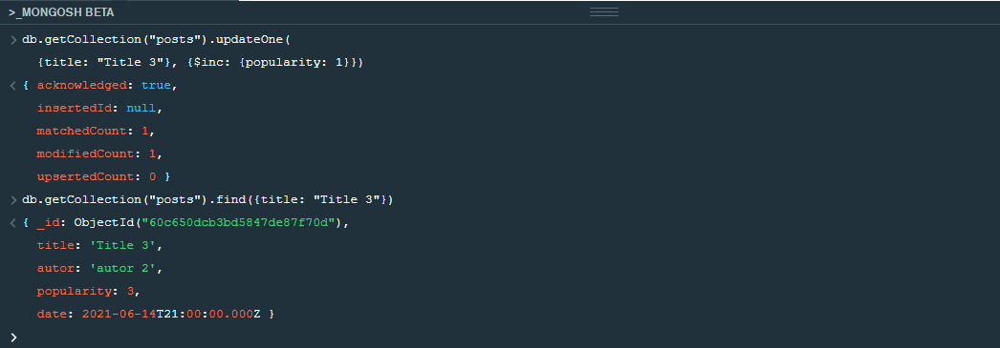 >_MONGOSH BETA
> db.getCollection("posts").updateOne(
{title: "Title 3"}, {$inc: {popularity: 1}})
< { acknowledged: true,
insertedId: null,
matchedCount: 1,
modifiedCount: 1,
upsertedCount: 0 }
> db.getCollection("posts").find({title: "Title 3"})
< { _id: ObjectId("60c650dcb3bd5847de87f70d"),
title: 'Title 3',
autor: 'autor 2',
popularity: 3,
date: 2021-06-14T21:00:00.000Z }
>